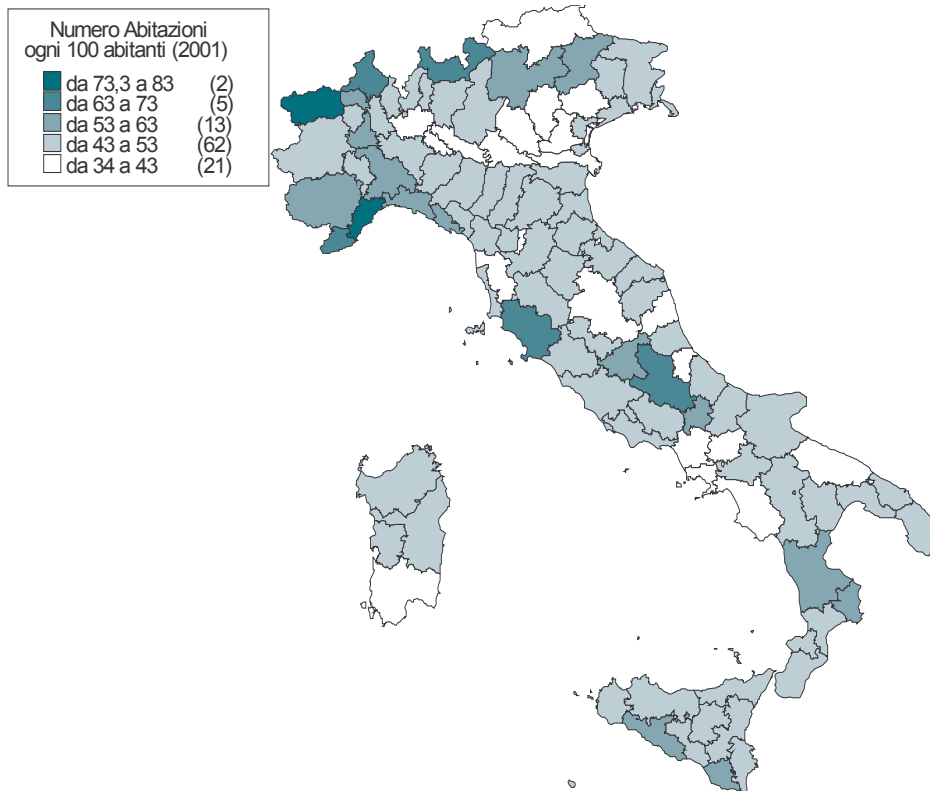 Numero Abitazioni
ogni 100 abitanti (2001)
da 73,3 a 83 (2)
da 63 a 73 (5)
da 53 a 63 (13)
da 43 a 53 (62)
da 34 a 43 (21)